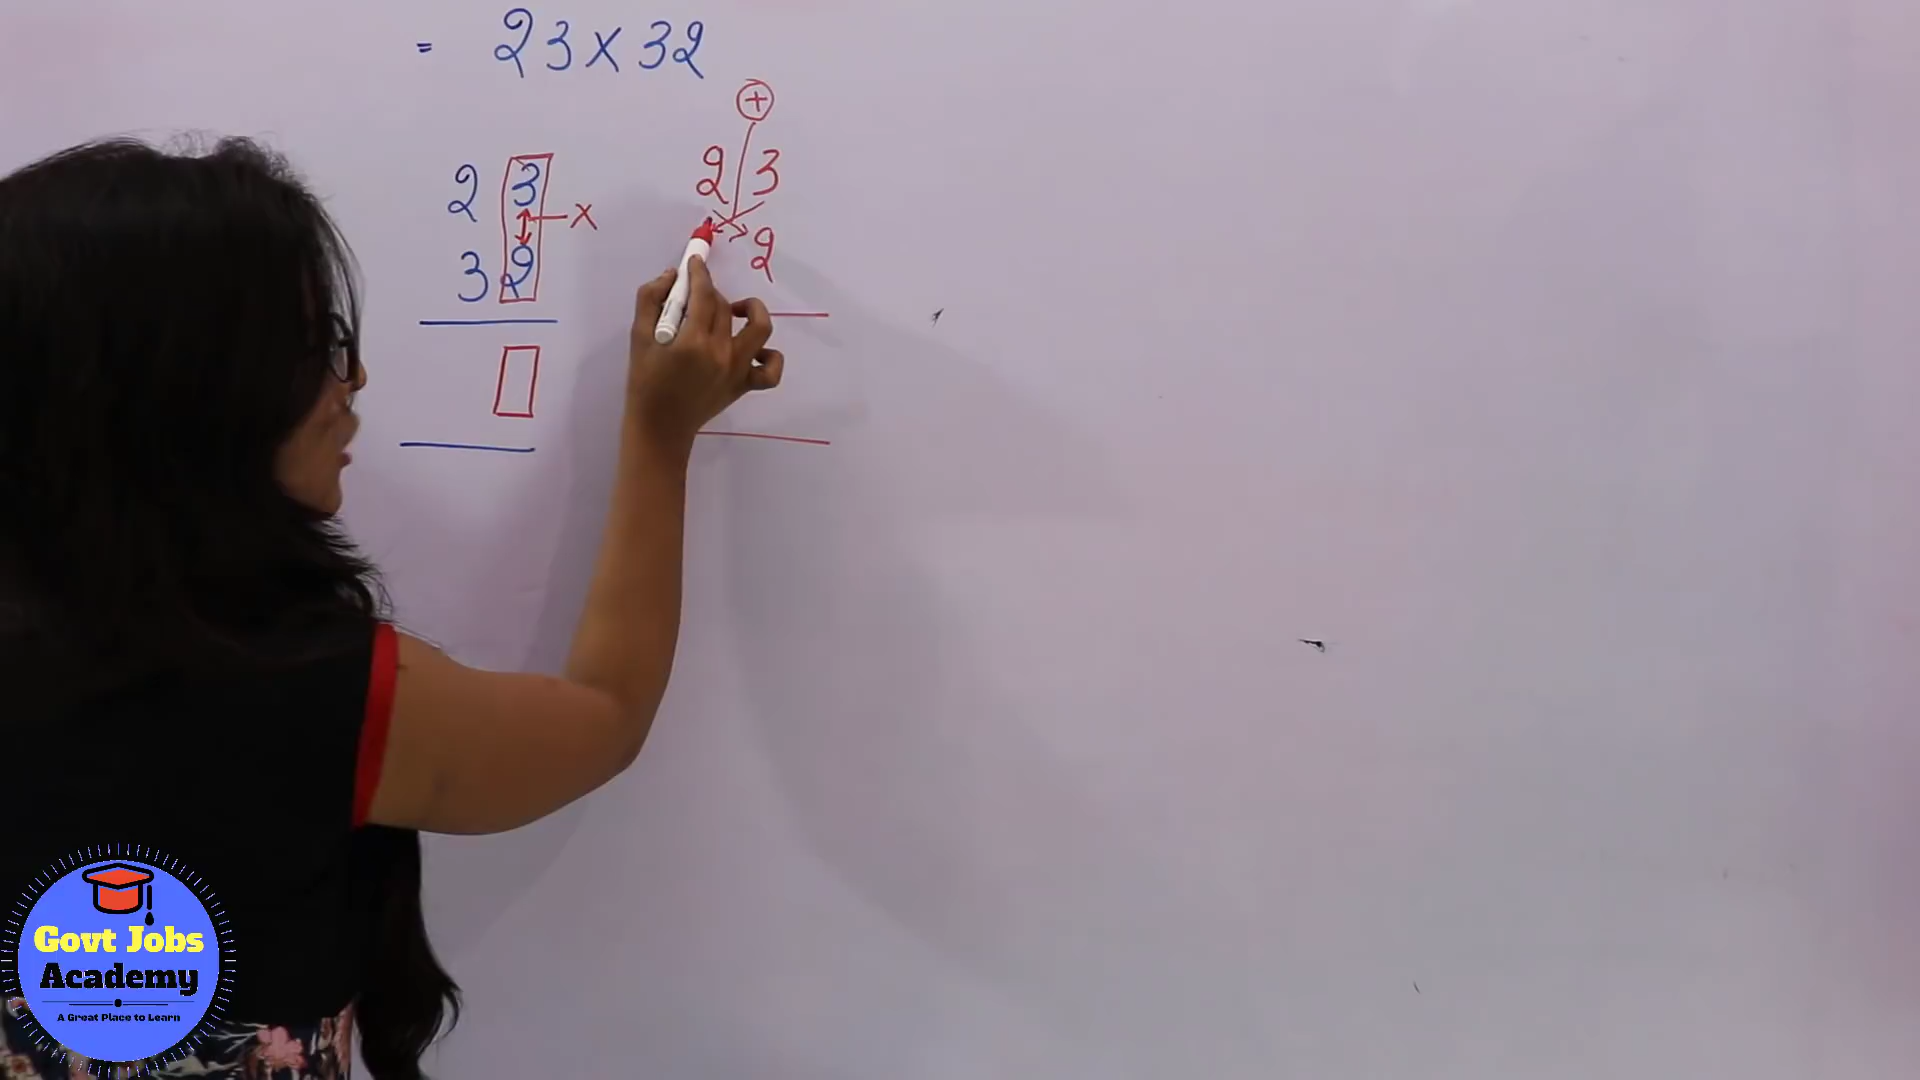 = 23 x 32
+
2 3
x
3 2
2 3
2
Govt Jobs
Academy
A Great Place to Learn